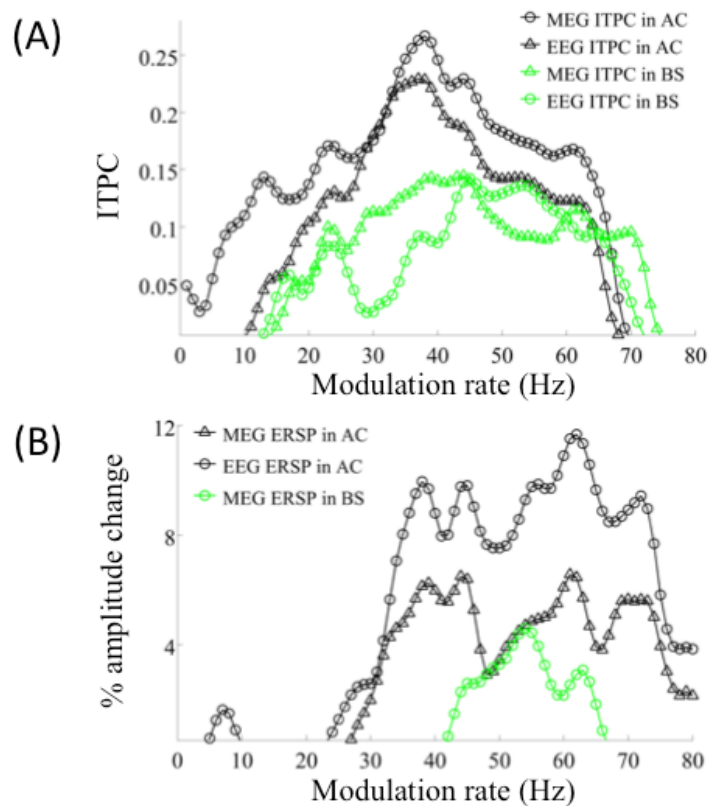 (A)
MEG ITPC in AC
EEG ITPC in AC
MEG ITPC in BS
EEG ITPC in BS
ITPC
0.25
0.2
0.15
0.1
0.05
0 10 20 30 40 50 60 70 80
Modulation rate (Hz)
(B)
MEG ERSP in AC
EEG ERSP in AC
MEG ERSP in BS
% amplitude change
12
8
4
0 10 20 30 40 50 60 70 80
Modulation rate (Hz)